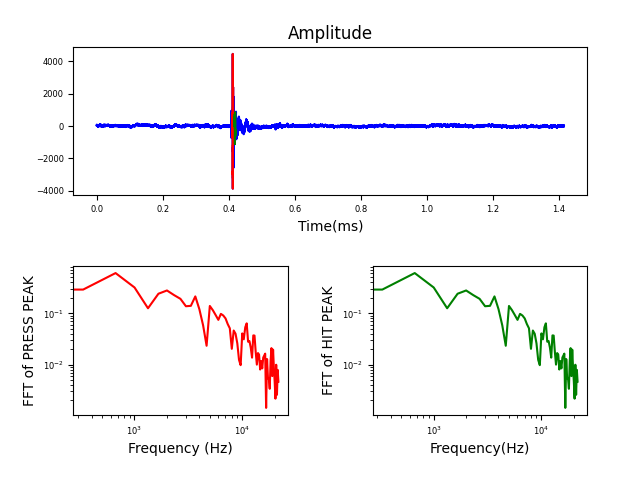 Amplitude
4000
2000
0
−2000
−4000
0.0 0.2 0.4 0.6 0.8 1.0 1.2 1.4
Time(ms)
FFT of PRESS PEAK
10⁻¹
10⁻²
10³ 10⁴
Frequency (Hz)
FFT of HIT PEAK
10⁻¹
10⁻²
10³ 10⁴
Frequency(Hz)